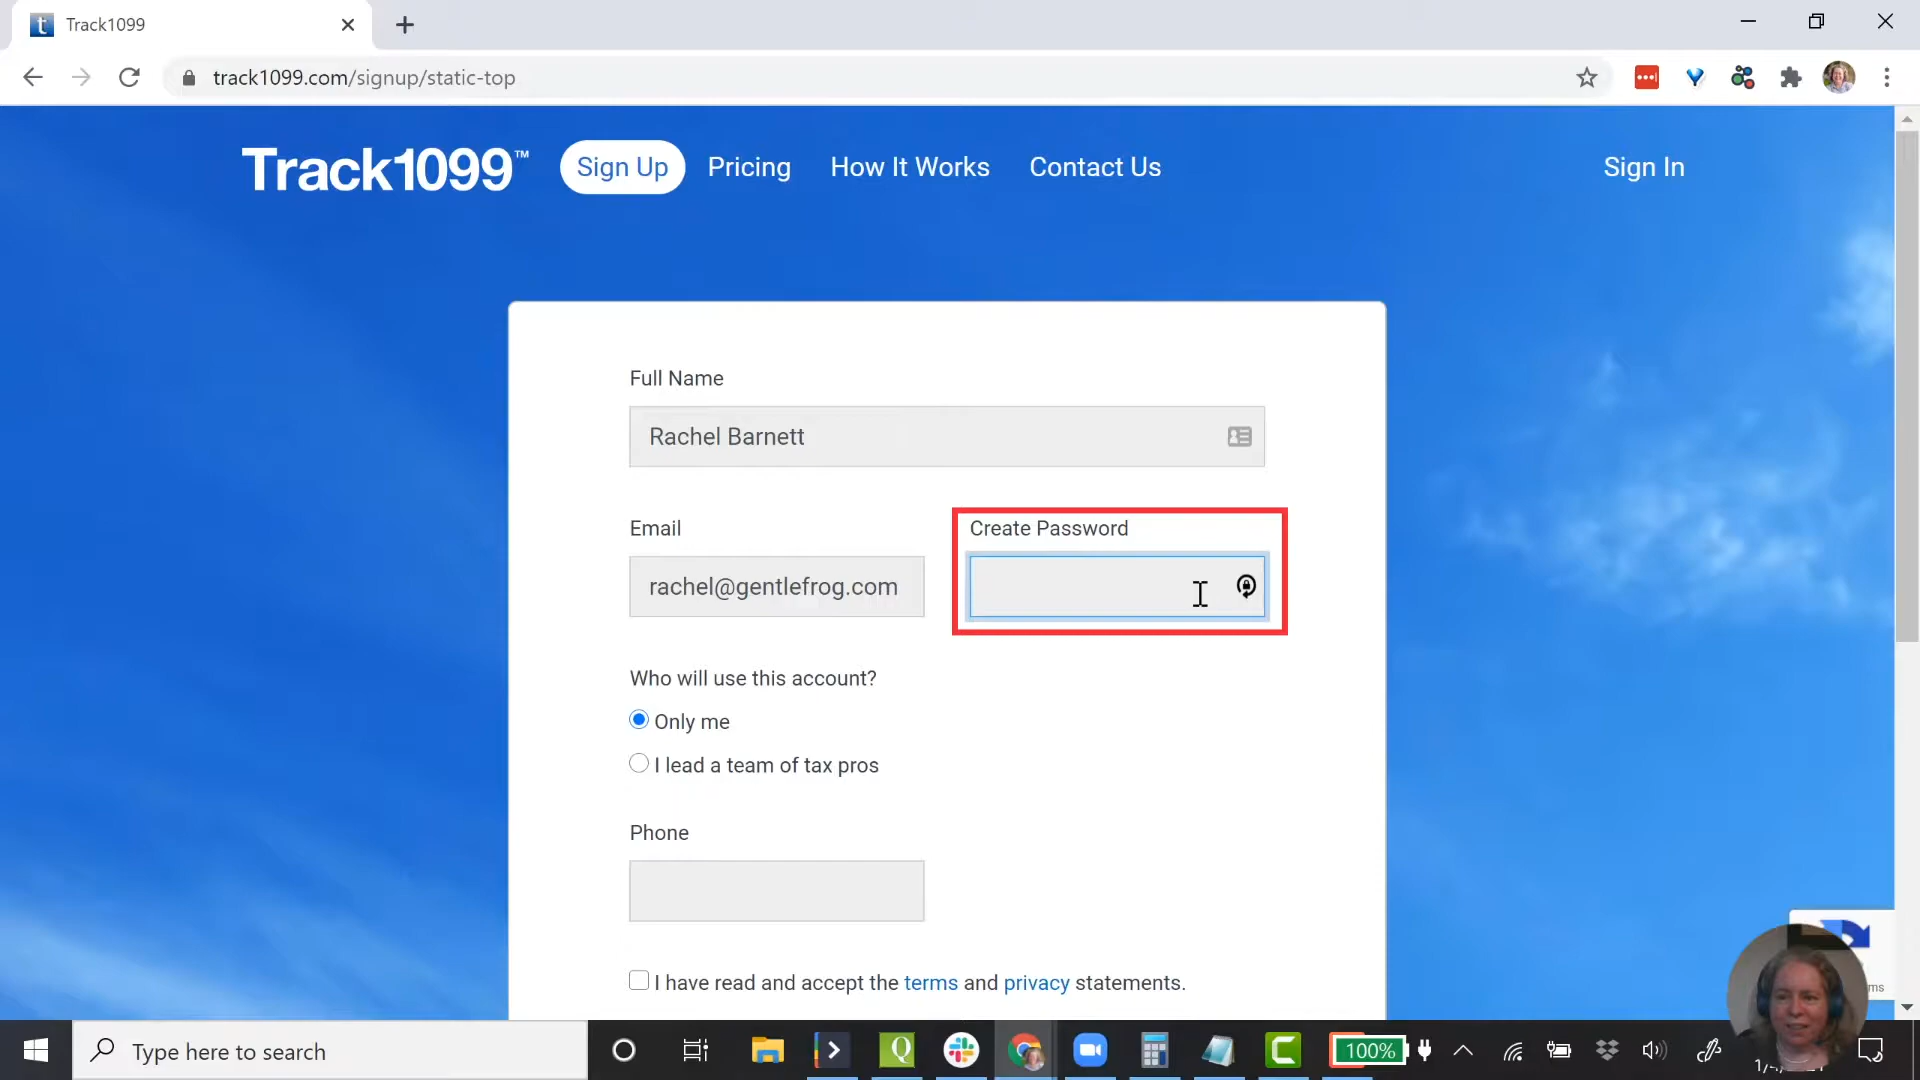 Track1099
track1099.com/signup/static-top
Track1099™
Sign Up
Pricing
How It Works
Contact Us
Sign In
Full Name
Rachel Barnett
Email
Create Password
rachel@gentlefrog.com
Who will use this account?
Only me
I lead a team of tax pros
Phone
I have read and accept the terms and privacy statements.
Type here to search
100%